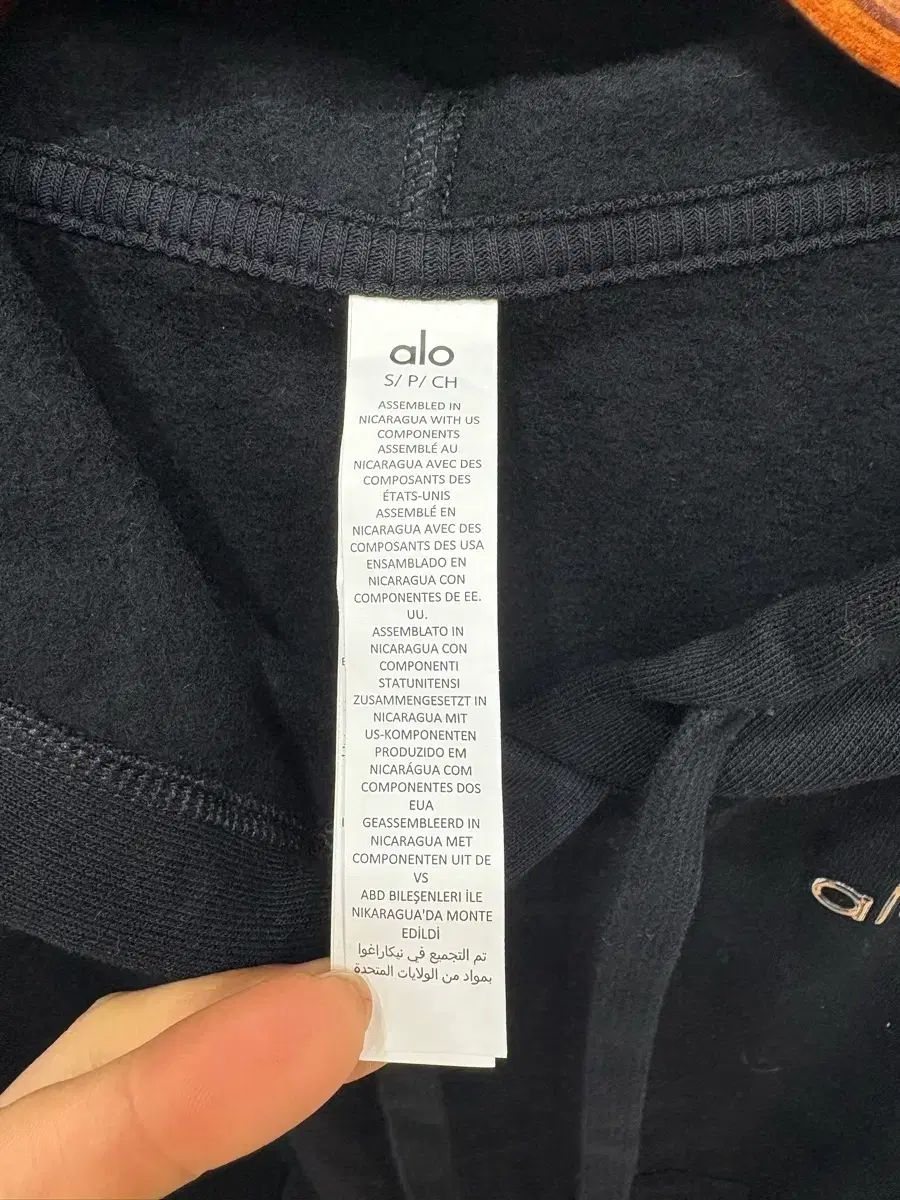 alo
S/ P/ CH
ASSEMBLED IN
NICARAGUA WITH US
COMPONENTS
ASSEMBLÉ AU
NICARAGUA AVEC DES
COMPOSANTS DES
ÉTATS-UNIS
ASSEMBLÉ EN
NICARAGUA AVEC DES
COMPOSANTS DES USA
ENSAMBLADO EN
NICARAGUA CON
COMPONENTES DE EE.
UU.
ASSEMBLATO IN
NICARAGUA CON
COMPONENTI
STATUNITENSI
ZUSAMMENGESETZT IN
NICARAGUA MIT
US-KOMPONENTEN
PRODUZIDO EM
NICARÁGUA COM
COMPONENTES DOS
EUA
GEASSEMBLEERD IN
NICARAGUA MET
COMPONENTEN UIT DE
VS
ABD BILEŞENLERI İLE
NIKARAGUA'DA MONTE
EDİLDİ
تم التجميع في نيكاراغوا
بمواد من الولايات المتحدة